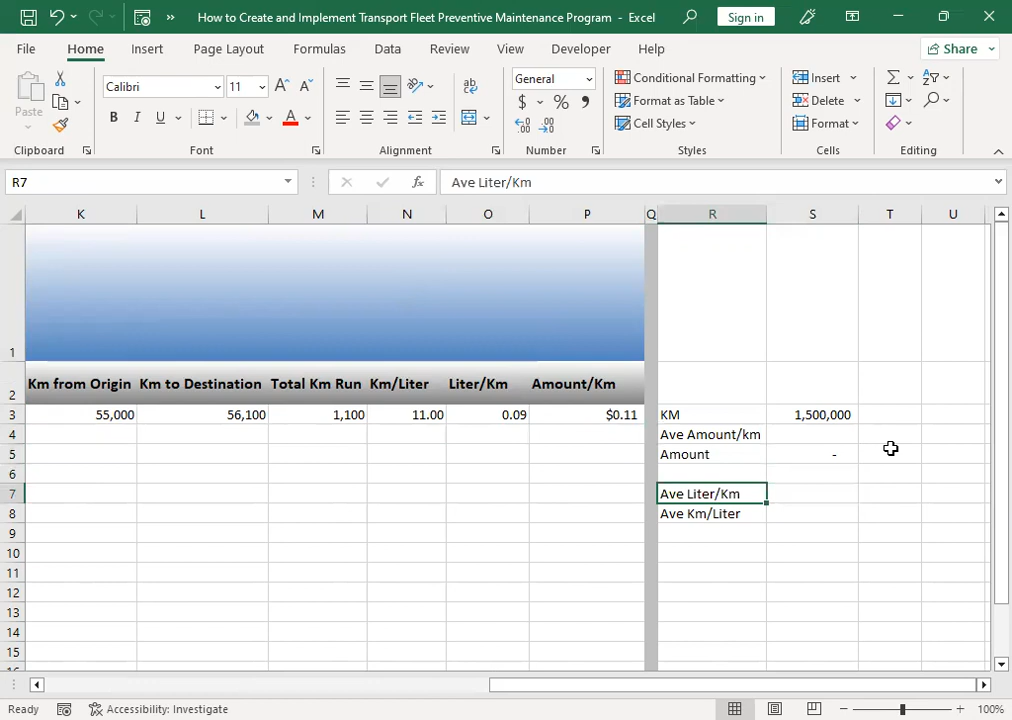 How to Create and Implement Transport Fleet Preventive Maintenance Program - Excel
Sign in
File Home Insert Page Layout Formulas Data Review View Developer Help Share
Paste
Calibri 11 A A
B I U A
ab
General
$ % 9
Conditional Formatting
Format as Table
Cell Styles
Insert
Delete
Format
Clipboard Font Alignment Number Styles Cells Editing
R7 fx Ave Liter/Km
K L M N O P Q R S T U
1
2 Km from Origin Km to Destination Total Km Run Km/Liter Liter/Km Amount/Km
3 55,000 56,100 1,100 11.00 0.09 $0.11 KM 1,500,000
4 Ave Amount/km
5 Amount -
6
7 Ave Liter/Km
8 Ave Km/Liter
9
10
11
12
13
14
15
Ready Accessibility: Investigate 100%